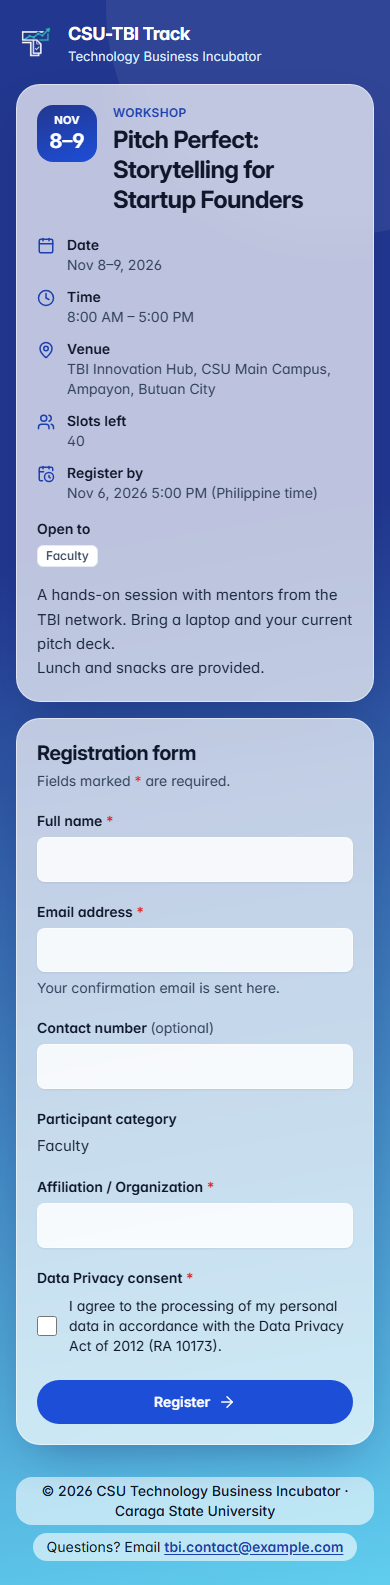 CSU-TBI Track
Technology Business Incubator
NOV
8–9
WORKSHOP
Pitch Perfect:
Storytelling for
Startup Founders
Date
Nov 8–9, 2026
Time
8:00 AM – 5:00 PM
Venue
TBI Innovation Hub, CSU Main Campus,
Ampayon, Butuan City
Slots left
40
Register by
Nov 6, 2026 5:00 PM (Philippine time)
Open to
Faculty
A hands-on session with mentors from the
TBI network. Bring a laptop and your current
pitch deck.
Lunch and snacks are provided.
Registration form
Fields marked * are required.
Full name *
Email address *
Your confirmation email is sent here.
Contact number (optional)
Participant category
Faculty
Affiliation / Organization *
Data Privacy consent *
I agree to the processing of my personal
data in accordance with the Data Privacy
Act of 2012 (RA 10173).
Register →
© 2026 CSU Technology Business Incubator ·
Caraga State University
Questions? Email tbi.contact@example.com